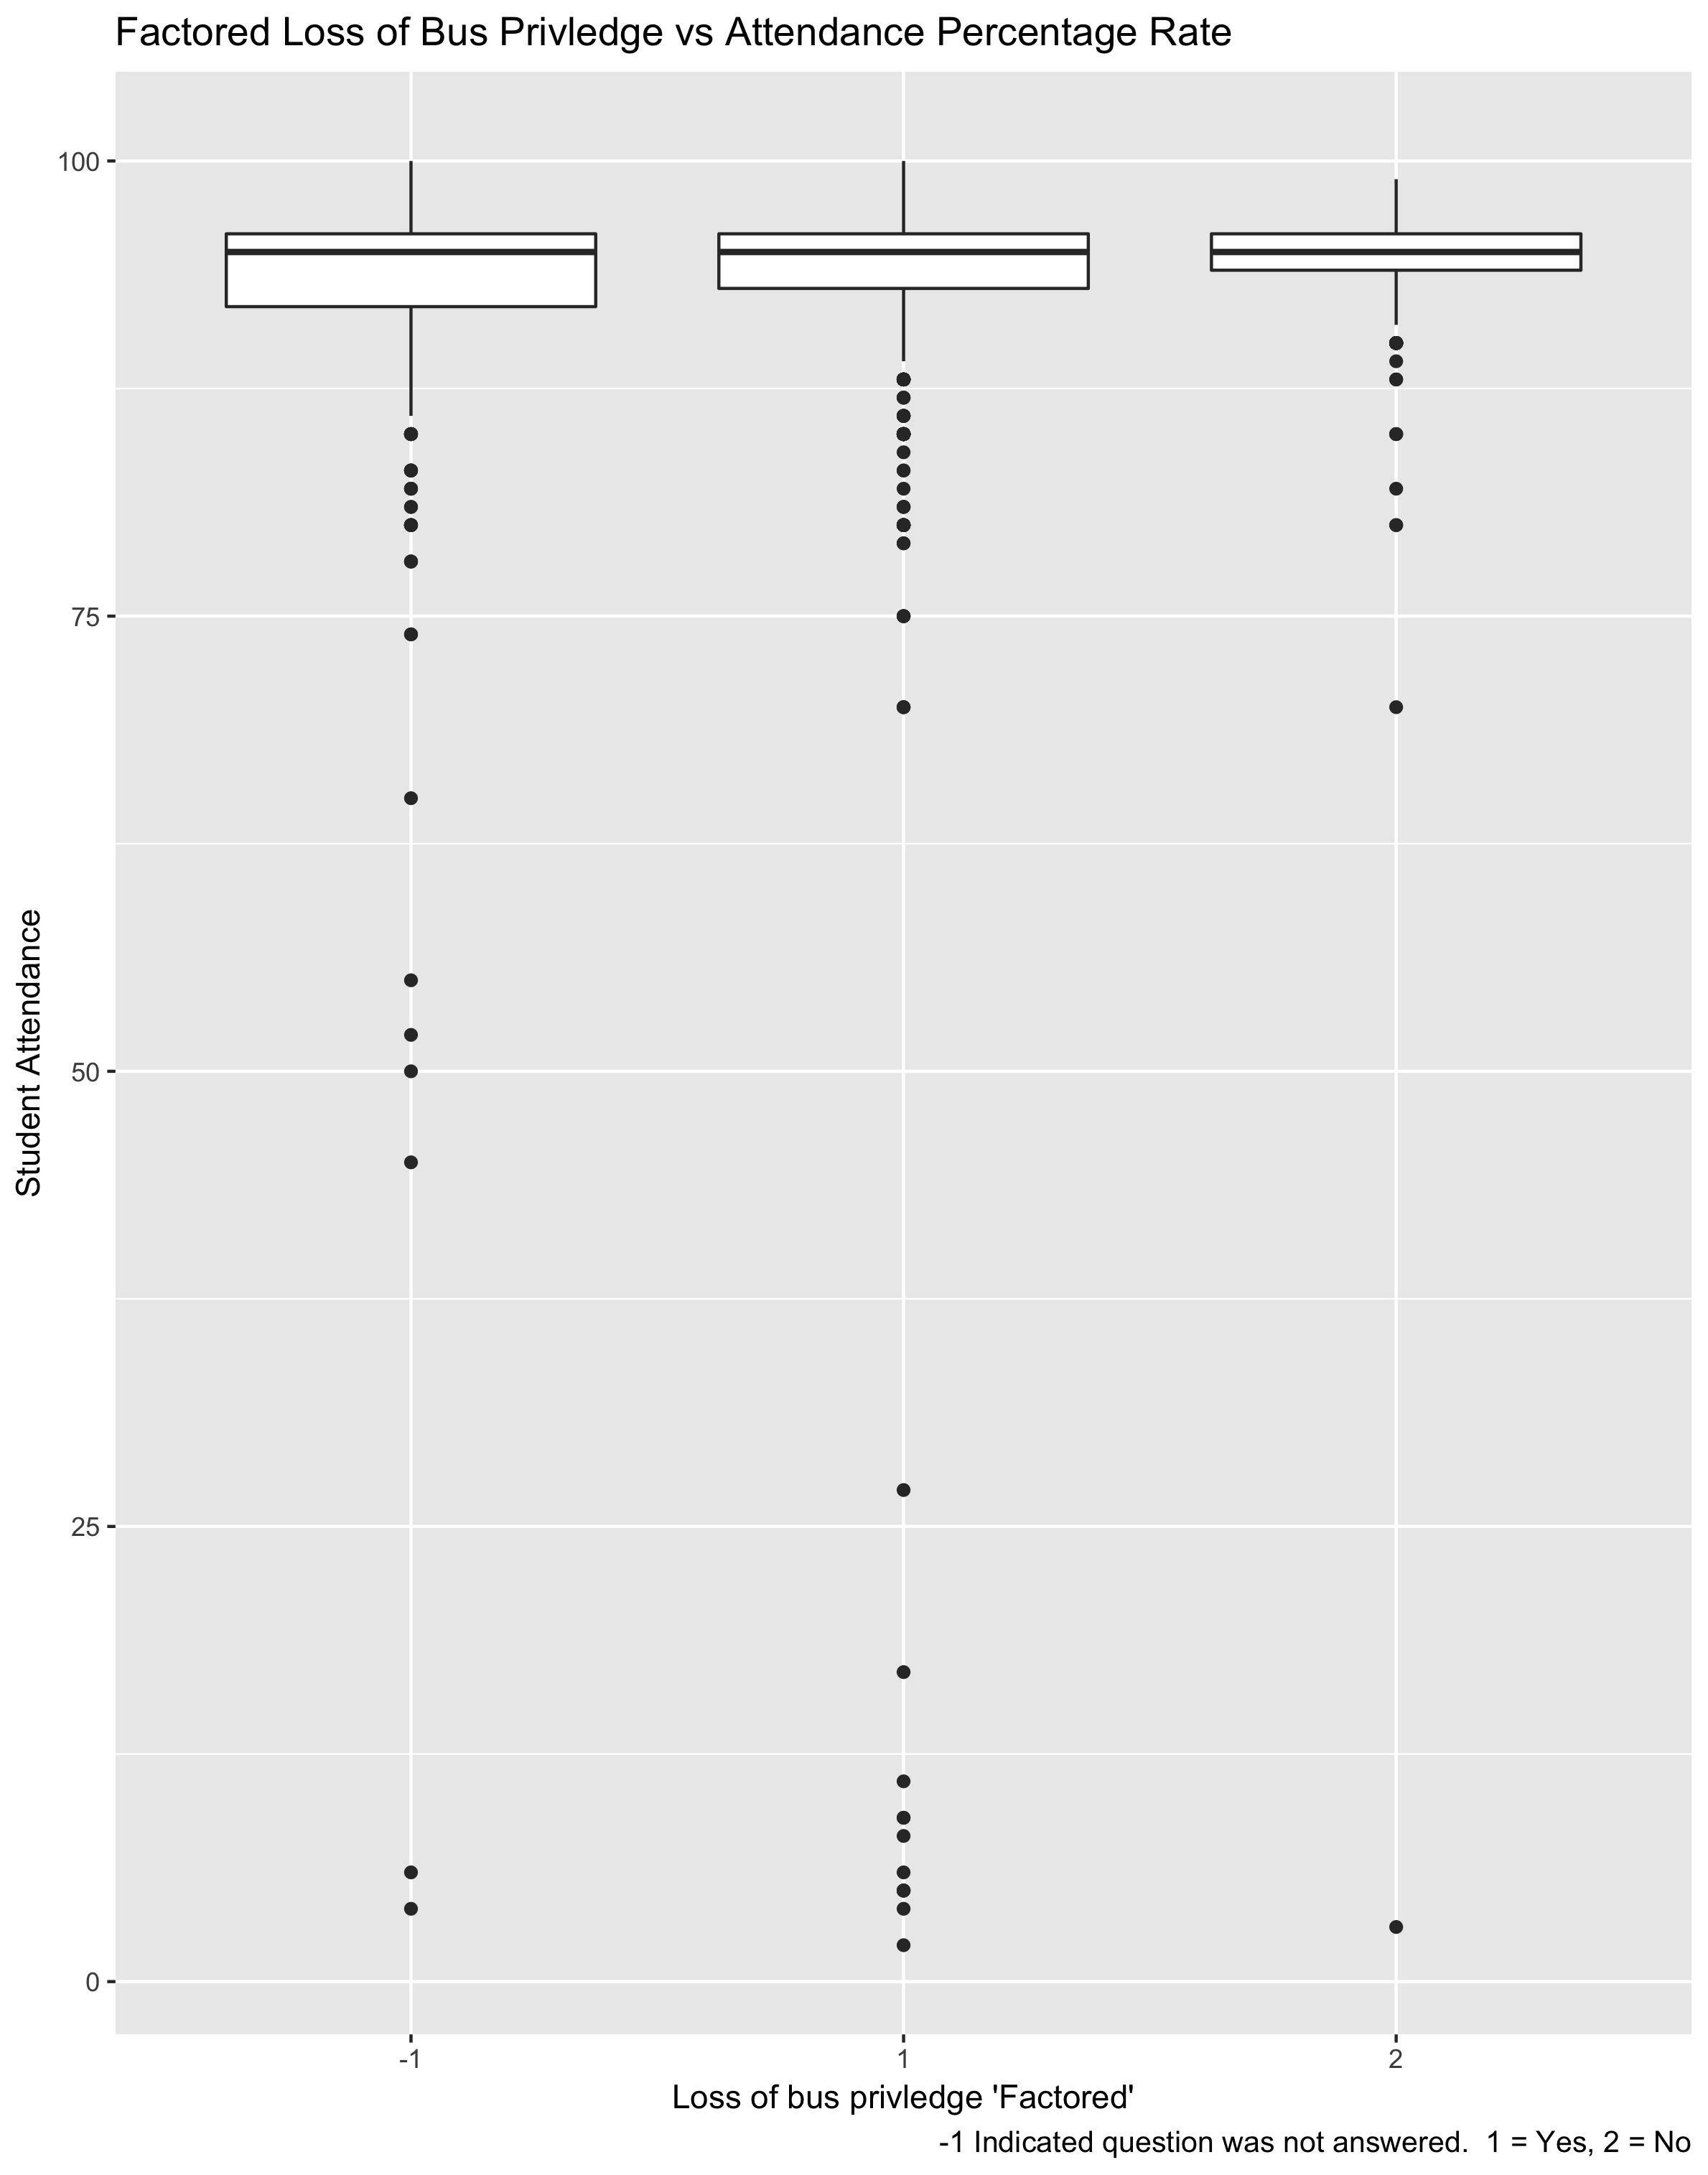 Factored Loss of Bus Privledge vs Attendance Percentage Rate
100
75
50
25
0
Student Attendance
-1 1 2
Loss of bus privledge 'Factored'
-1 Indicated question was not answered.  1 = Yes, 2 = No